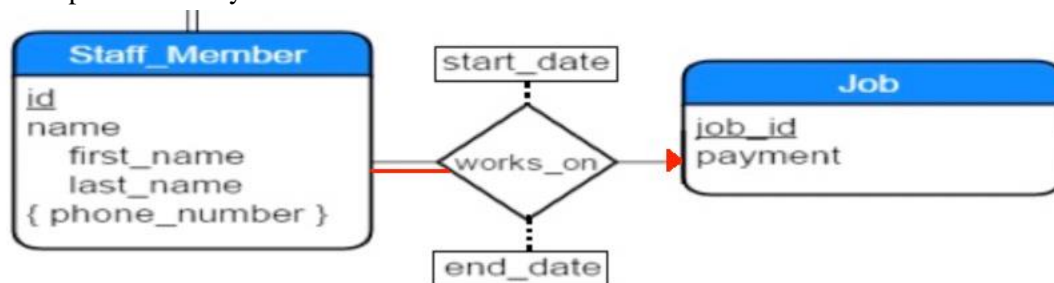 Staff_Member
id
name
first_name
last_name
{ phone_number }
start_date
works_on
end_date
Job
job_id
payment